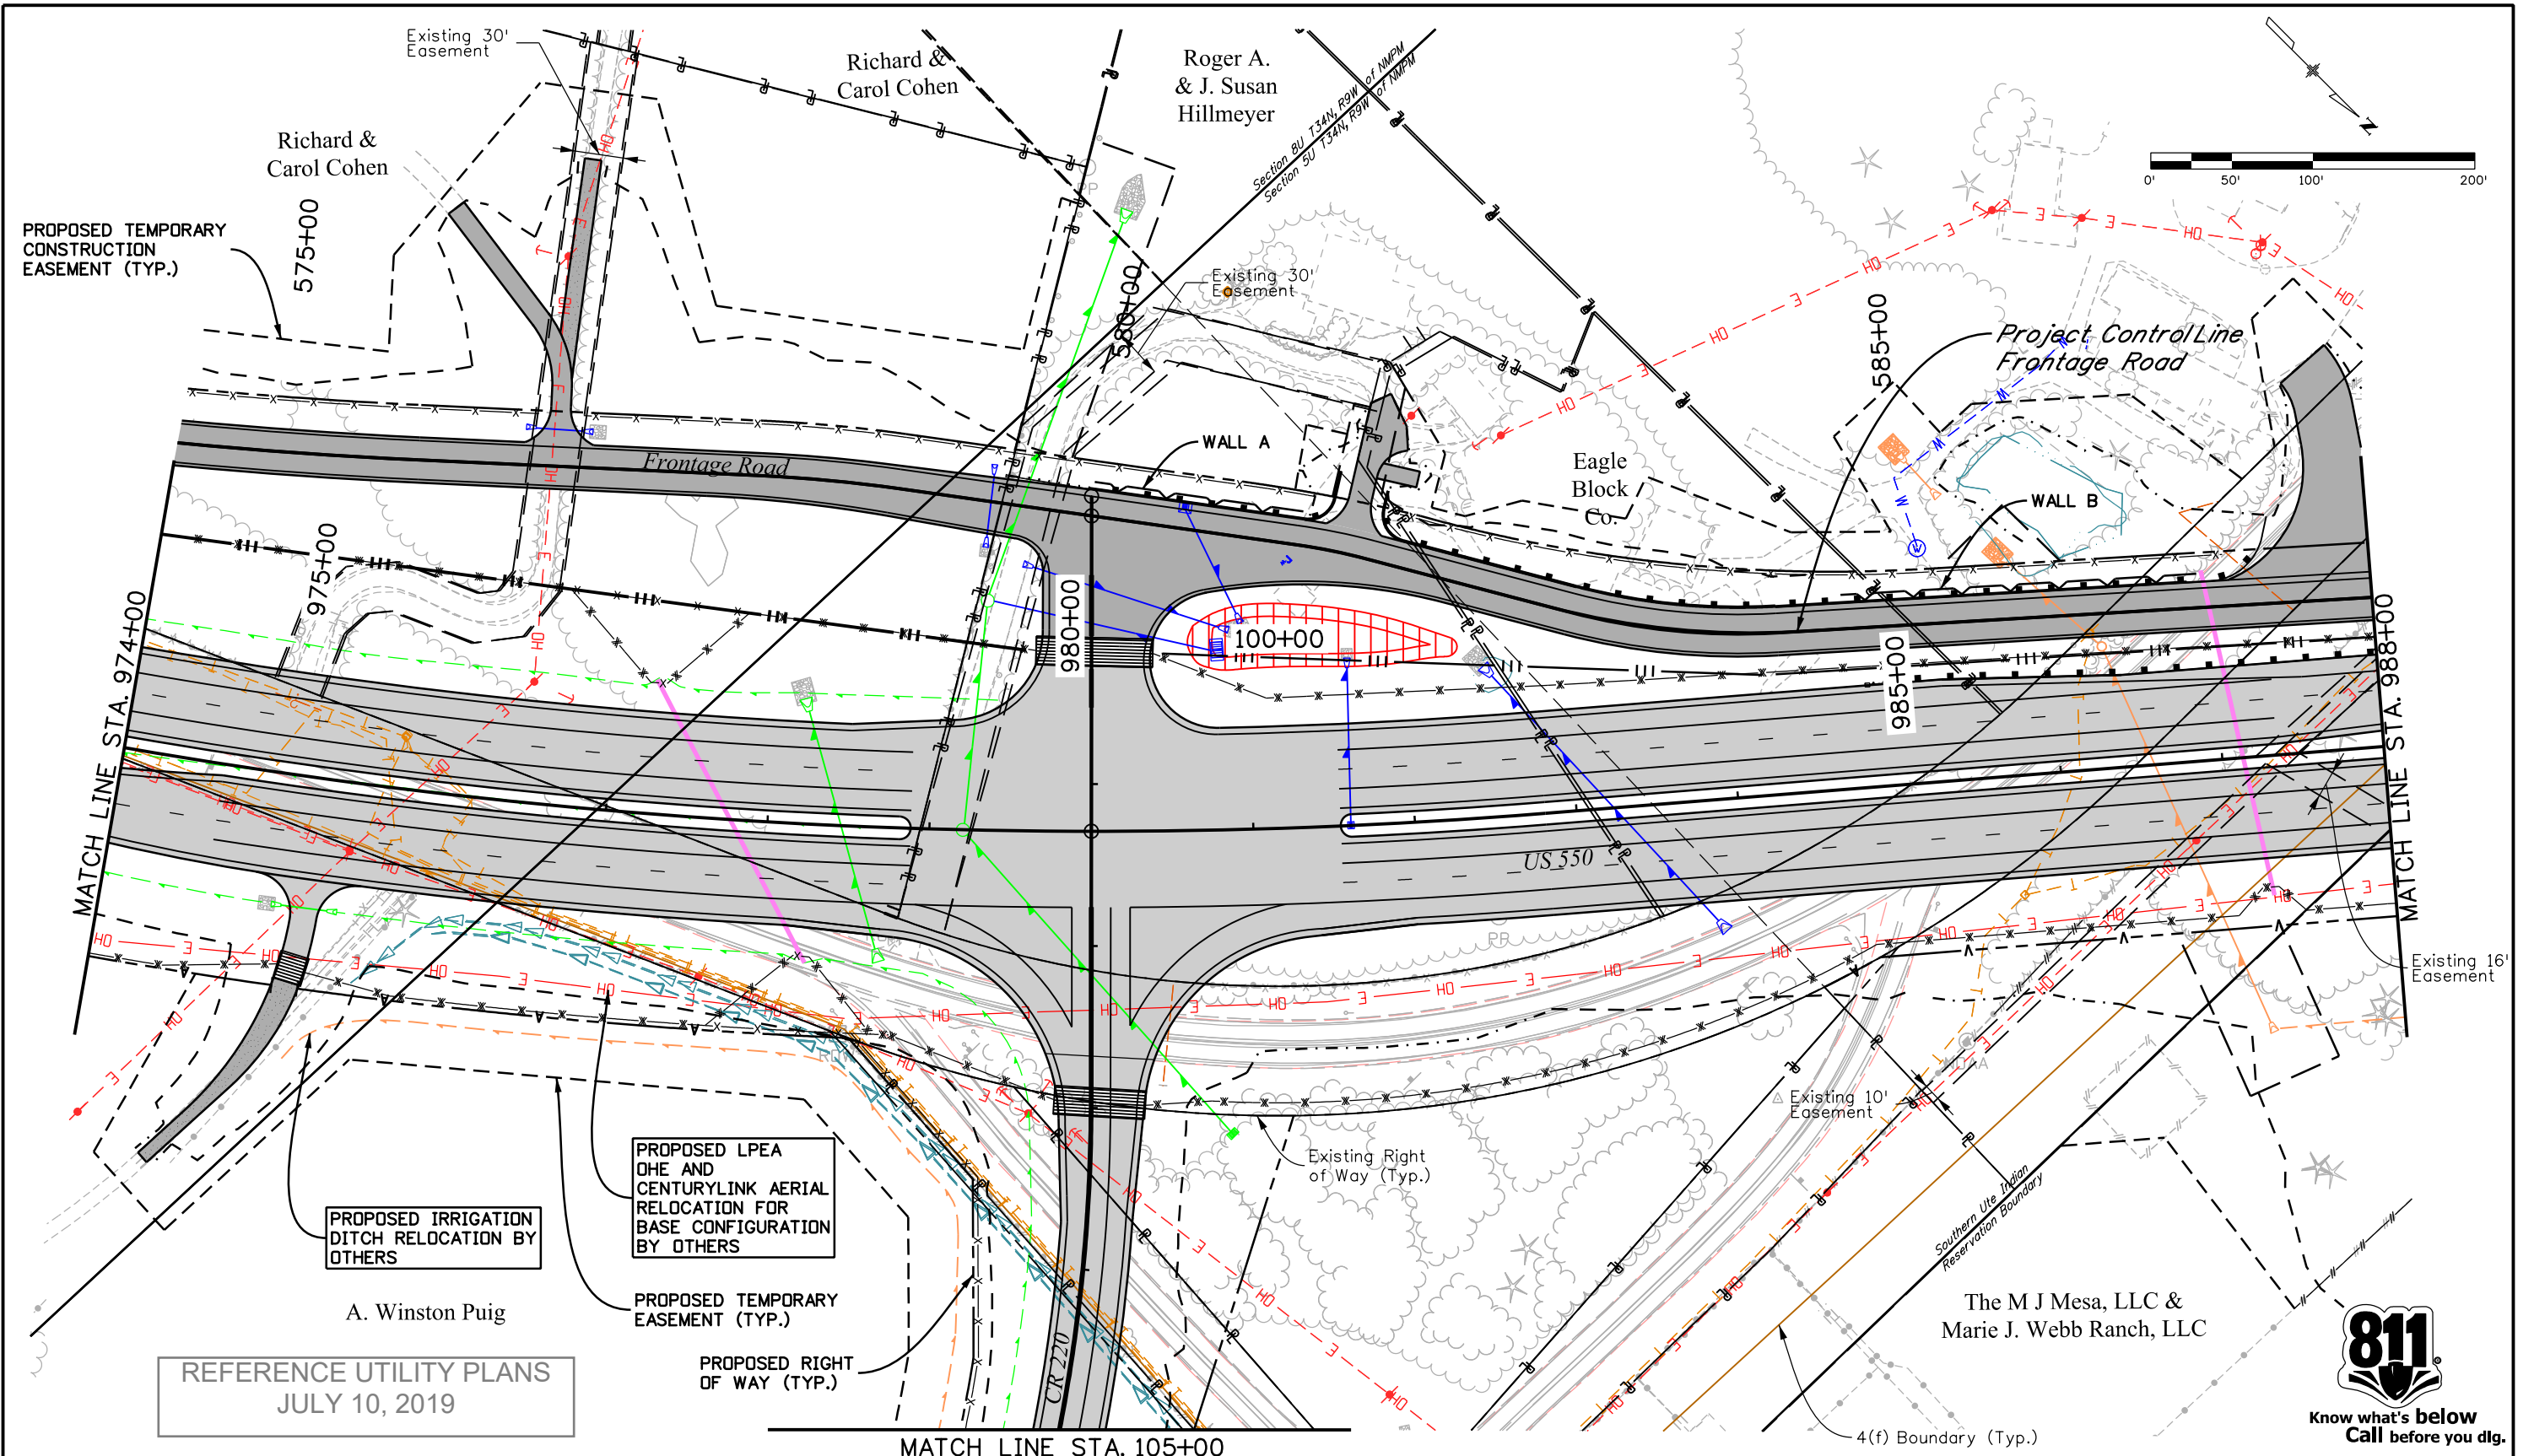 Existing 30'
Easement
Richard &
Carol Cohen
Roger A.
& J. Susan
Hillmeyer
Section 8U T34N, R9W of NMPM
Section 5U T34N, R9W of NMPM
N
0' 50' 100' 200'
Richard &
Carol Cohen
PROPOSED TEMPORARY
CONSTRUCTION
EASEMENT (TYP.)
575+00
580+00
Existing 30'
Easement
585+00
Project Control Line
Frontage Road
WALL A
Eagle
Block
Co.
WALL B
Frontage Road
975+00
980+00
100+00
985+00
MATCH LINE STA. 974+00
MATCH LINE STA. 988+00
US 550
Existing 16'
Easement
Existing 10'
Easement
Existing Right
of Way (Typ.)
PROPOSED LPEA
OHE AND
CENTURYLINK AERIAL
RELOCATION FOR
BASE CONFIGURATION
BY OTHERS
PROPOSED IRRIGATION
DITCH RELOCATION BY
OTHERS
Southern Ute Indian
Reservation Boundary
A. Winston Puig
PROPOSED TEMPORARY
EASEMENT (TYP.)
The M J Mesa, LLC &
Marie J. Webb Ranch, LLC
PROPOSED RIGHT
OF WAY (TYP.)
CR 220
REFERENCE UTILITY PLANS
JULY 10, 2019
811
Know what's below
Call before you dig.
4(f) Boundary (Typ.)
MATCH LINE STA. 105+00